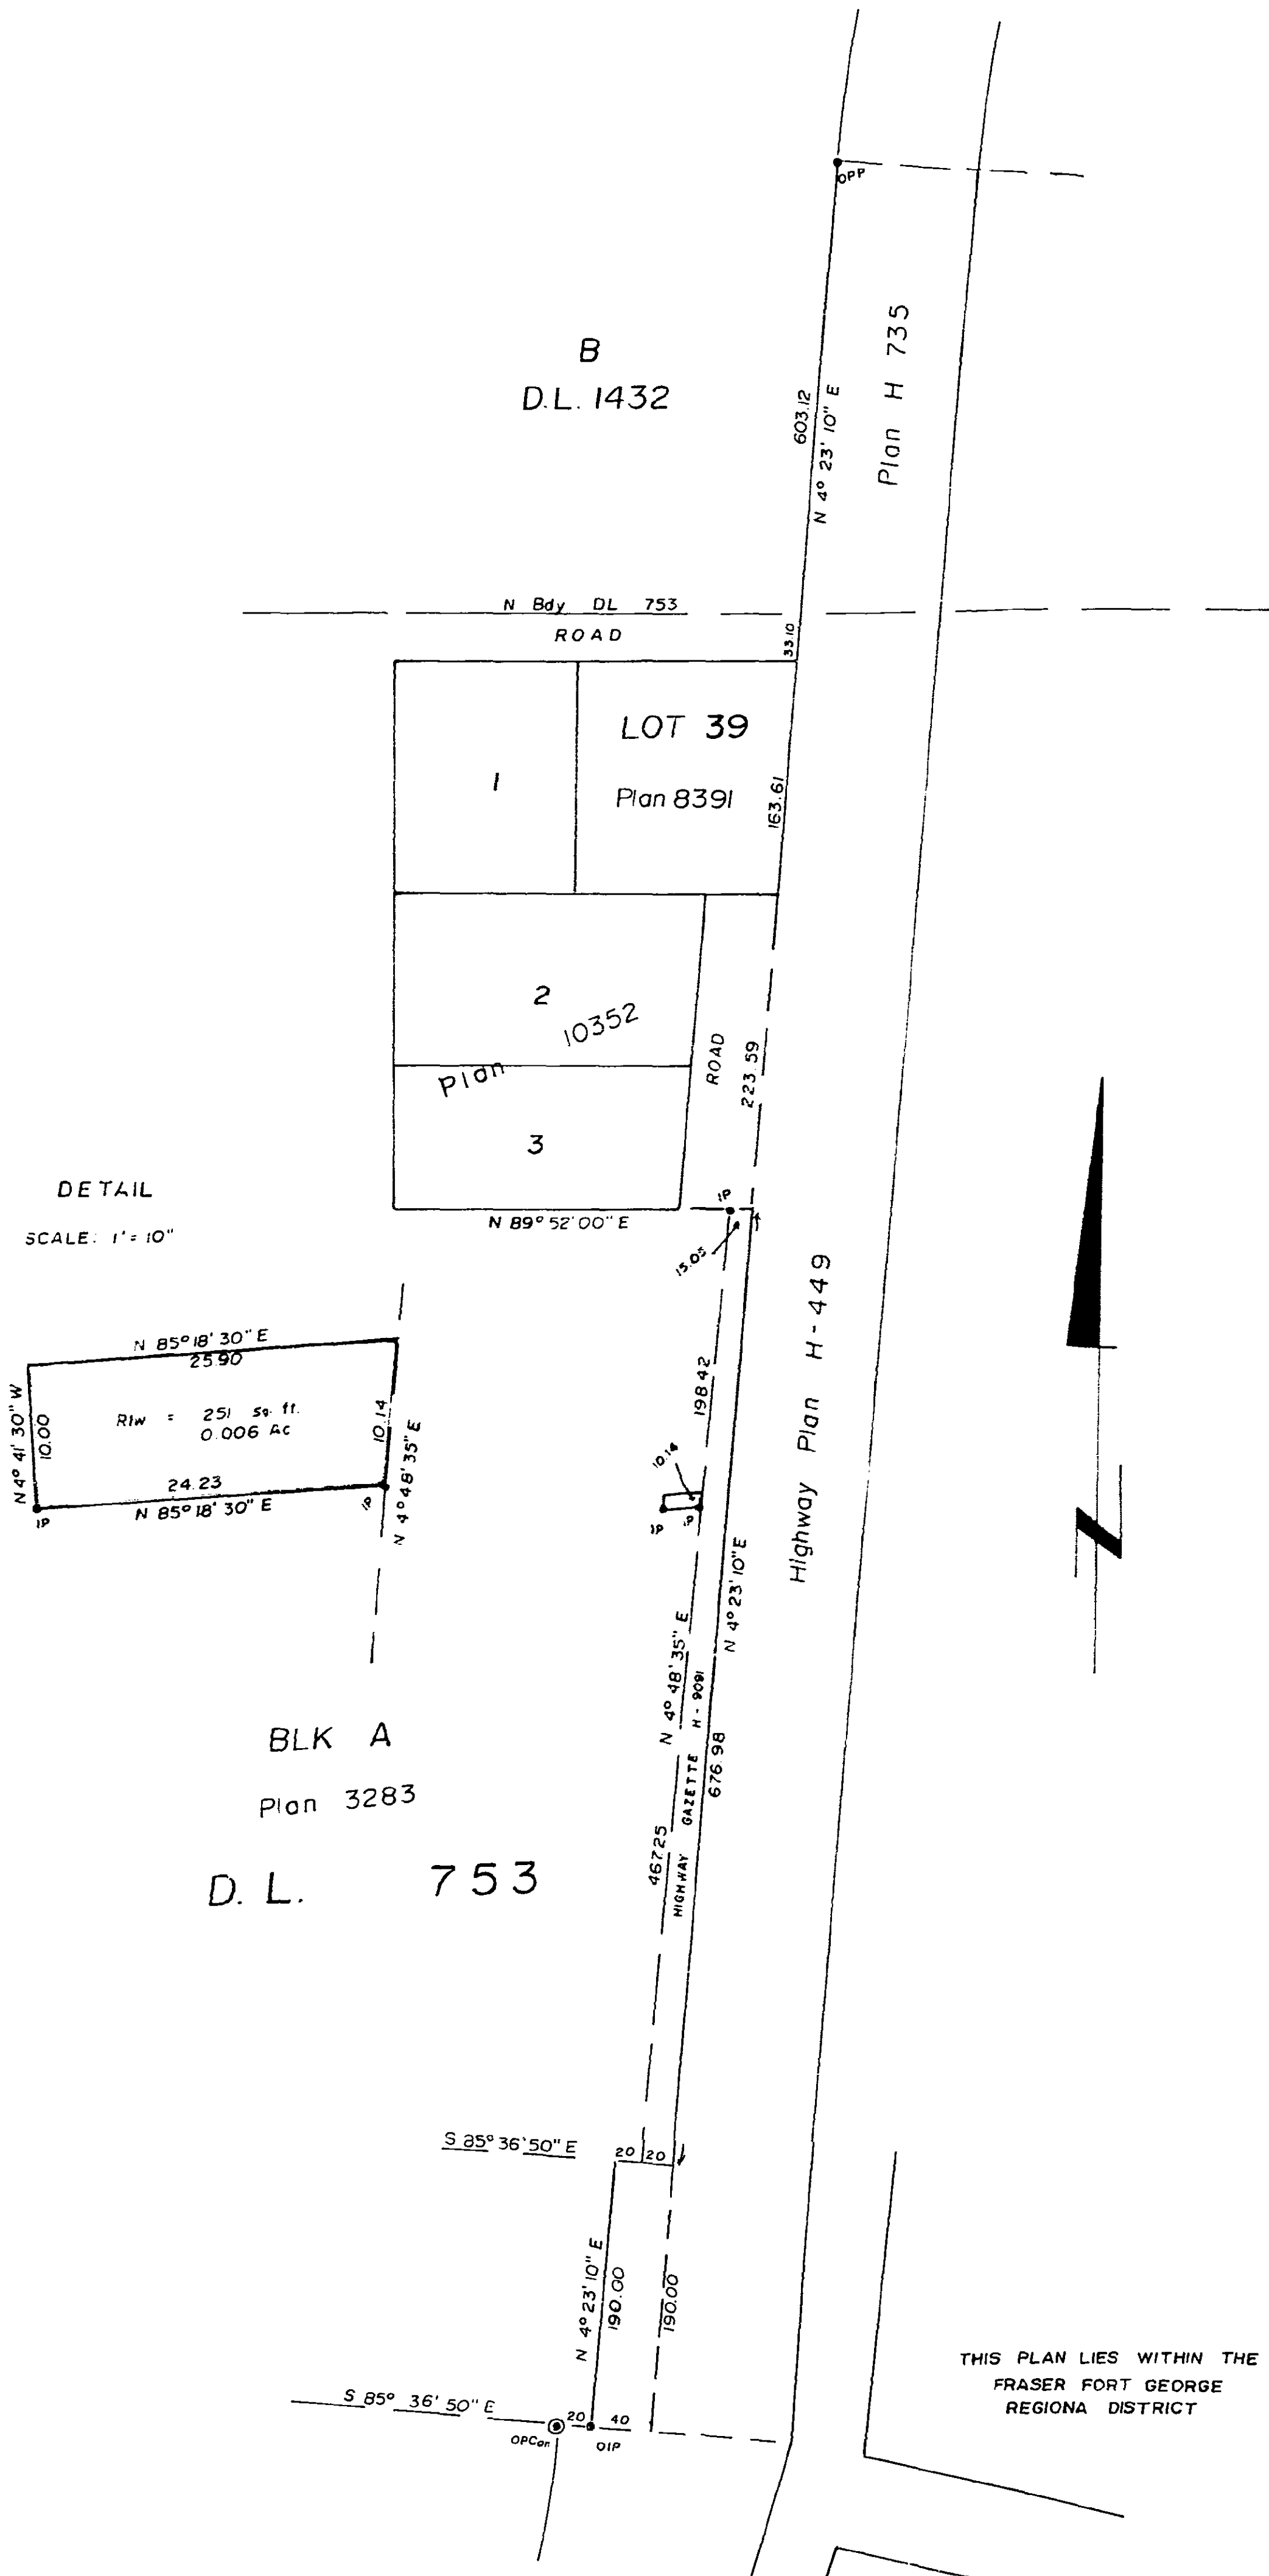 OPP
B
D.L. 1432
603.12
N 4° 23' 10" E
Plan H 735
N Bdy DL 753
ROAD
33.10
LOT 39
Plan 8391
1
163.61
2
10352
Plan
3
ROAD
223.59
DETAIL
SCALE: 1' = 10"
N 89° 52' 00" E
IP
15.05
N 85° 18' 30" E
25.90
N 4° 41' 30" W
10.00
R/W = 251 sq. ft.
0.006 Ac
10.14
N 4° 48' 35" E
24.23
N 85° 18' 30" E
IP
IP
198.42
10.14
IP
IP
Highway Plan H-449
N
N 4° 23' 10" E
N 4° 48' 35" E
HIGHWAY GAZETTE H-9091
676.98
467.25
BLK A
Plan 3283
D. L. 753
S 85° 36' 50" E
20 20
N 4° 23' 10" E
190.00
190.00
S 85° 36' 50" E
20 40
OPCon
OIP
THIS PLAN LIES WITHIN THE
FRASER FORT GEORGE
REGIONA DISTRICT